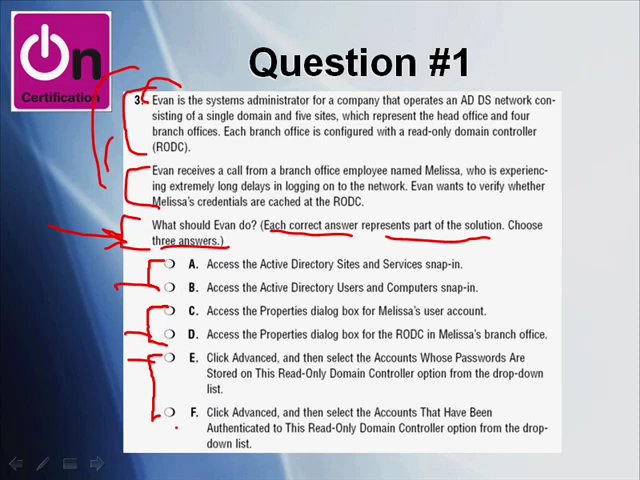 On
Certification
Question #1
3. Evan is the systems administrator for a company that operates an AD DS network con-
sisting of a single domain and five sites, which represent the head office and four
branch offices. Each branch office is configured with a read-only domain controller
(RODC).
Evan receives a call from a branch office employee named Melissa, who is experienc-
ing extremely long delays in logging on to the network. Evan wants to verify whether
Melissa's credentials are cached at the RODC.
What should Evan do? (Each correct answer represents part of the solution. Choose
three answers.)
A. Access the Active Directory Sites and Services snap-in.
B. Access the Active Directory Users and Computers snap-in.
C. Access the Properties dialog box for Melissa's user account.
D. Access the Properties dialog box for the RODC in Melissa's branch office.
E. Click Advanced, and then select the Accounts Whose Passwords Are
Stored on This Read-Only Domain Controller option from the drop-down
list.
F. Click Advanced, and then select the Accounts That Have Been
Authenticated to This Read-Only Domain Controller option from the drop-
down list.